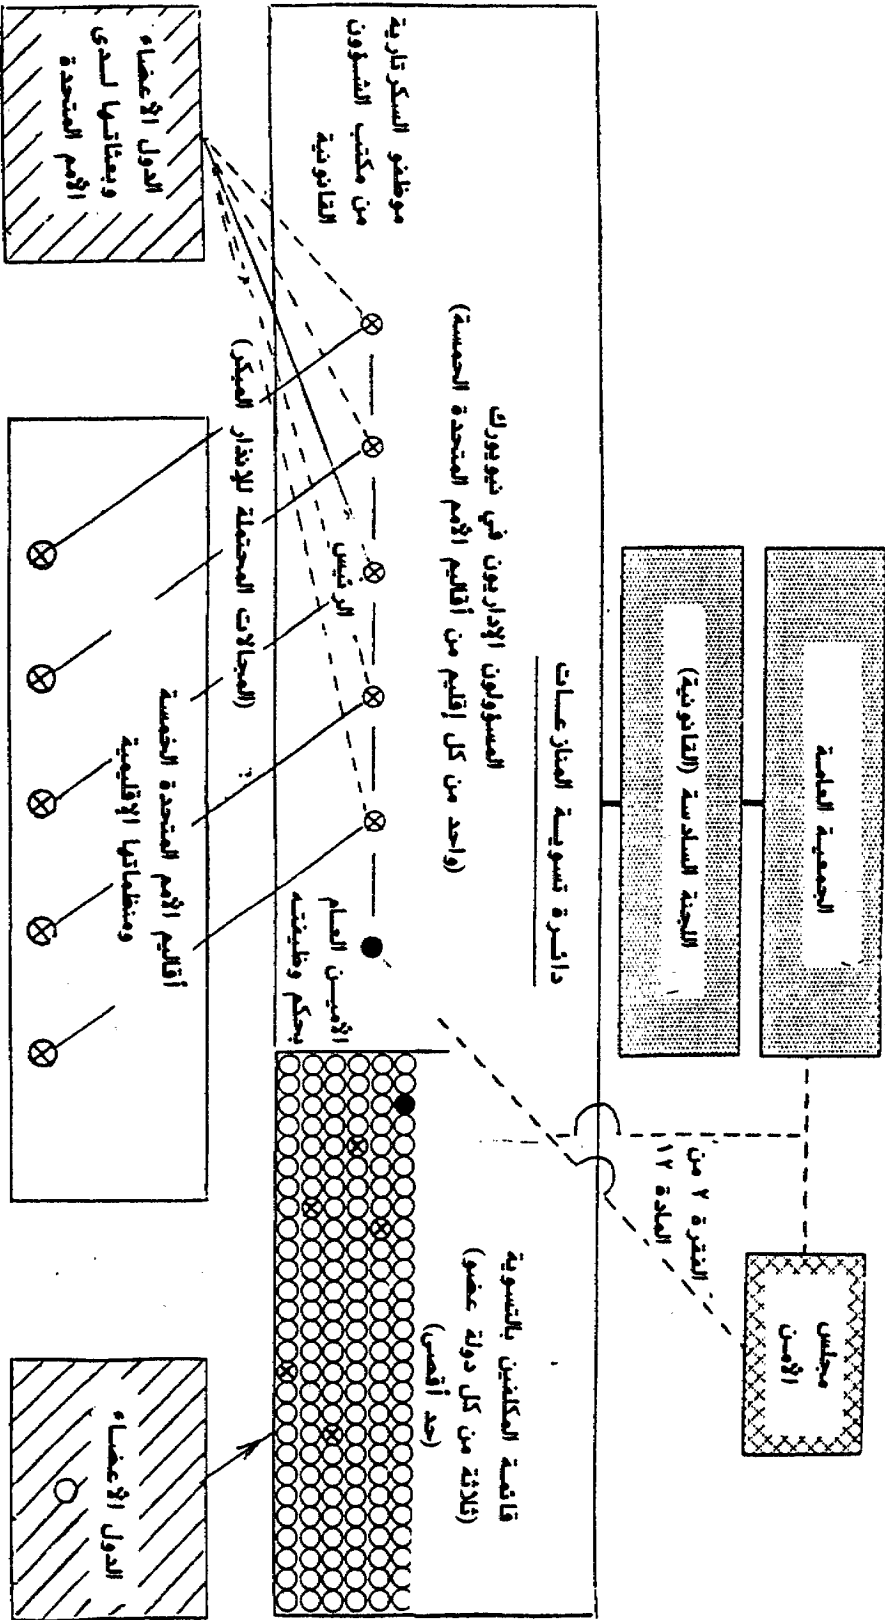 الجمعية العامة
اللجنة السادسة (القانونية)
مجلس
الأمن
الفقرة ٢ من
المادة ١٢
دائرة تسوية المنازعات
المسؤولون الإداريون في نيويورك
(واحد من كل إقليم من أقاليم الأمم المتحدة الخمسة)
موظفو السكرتارية
من مكتب الشؤون
القانونية
الرئيس
الأمين العام
بحكم وظيفته
قائمة المكلفين بالتسوية
(ثلاثة من كل دولة عضو)
(حد أقصى)
(المجالات المحتملة للإنذار المبكر)
الدول الأعضاء
وبعثاتها لدى
الأمم المتحدة
أقاليم الأمم المتحدة الخمسة
ومنظماتها الإقليمية
الدول الأعضاء